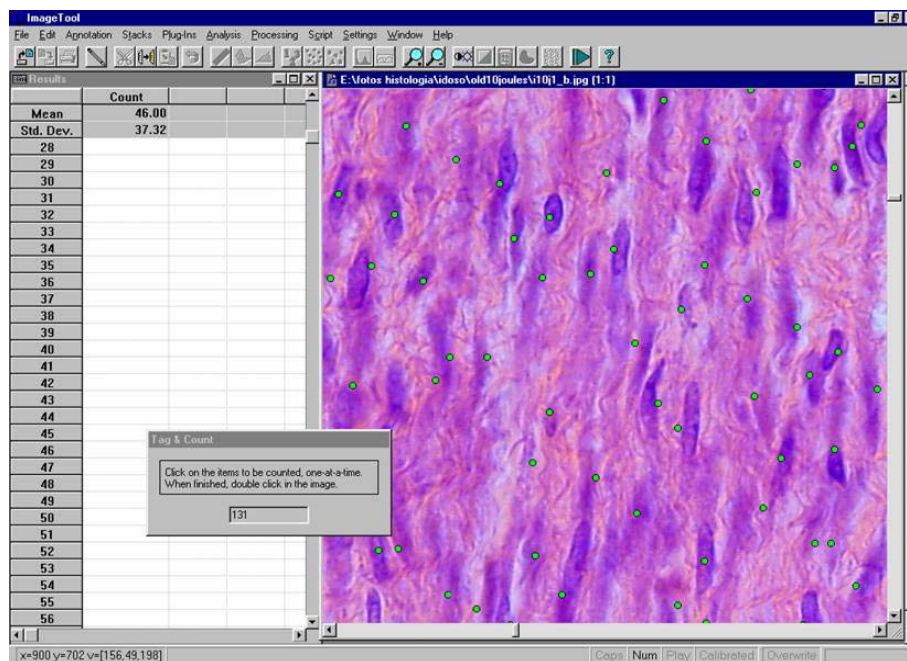 ImageTool
File Edit Annotation Stacks Plug-Ins Analysis Processing Script Settings Window Help
Results
E:\fotos histologia\idoso\old10joules\i10j1_b.jpg (1:1)
Count
Mean 46.00
Std. Dev. 37.32
28
29
30
31
32
33
34
35
36
37
38
39
40
41
42
43
44
45
46
47
48
49
50
51
52
53
54
55
56
Tag & Count
Click on the items to be counted, one-at-a-time.
When finished, double click in the image.
131
x=900 y=702 v=[156,49,198]
Caps Num Play Calibrated Overwrite